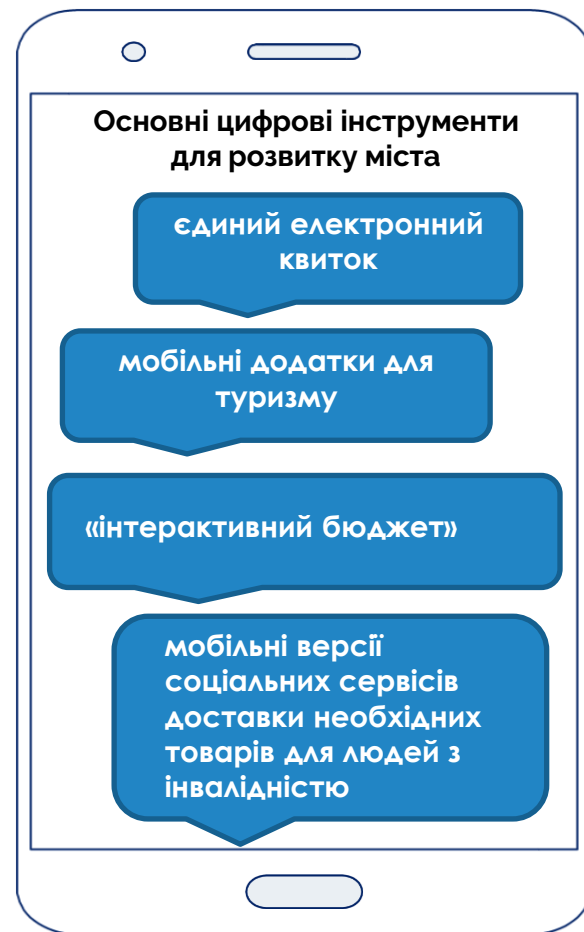 Основні цифрові інструменти
для розвитку міста
єдиний електронний
квиток
мобільні додатки для
туризму
«інтерактивний бюджет»
мобільні версії
соціальних сервісів
доставки необхідних
товарів для людей з
інвалідністю